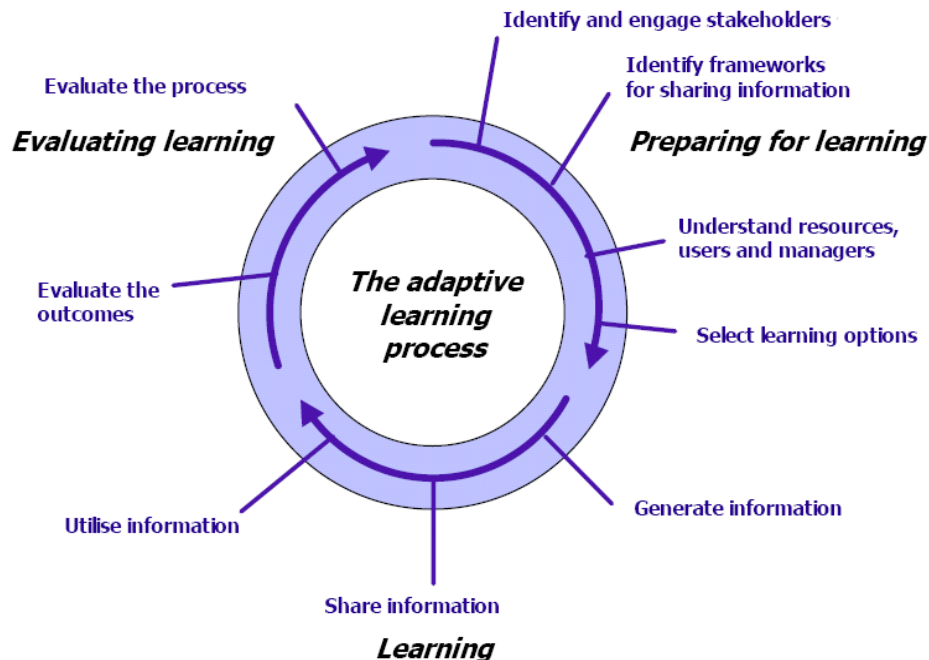 Identify and engage stakeholders
Identify frameworks
for sharing information
Preparing for learning
Understand resources,
users and managers
Select learning options
Generate information
Share information
Learning
Utilise information
Evaluate the
outcomes
Evaluate the process
Evaluating learning
The adaptive
learning
process